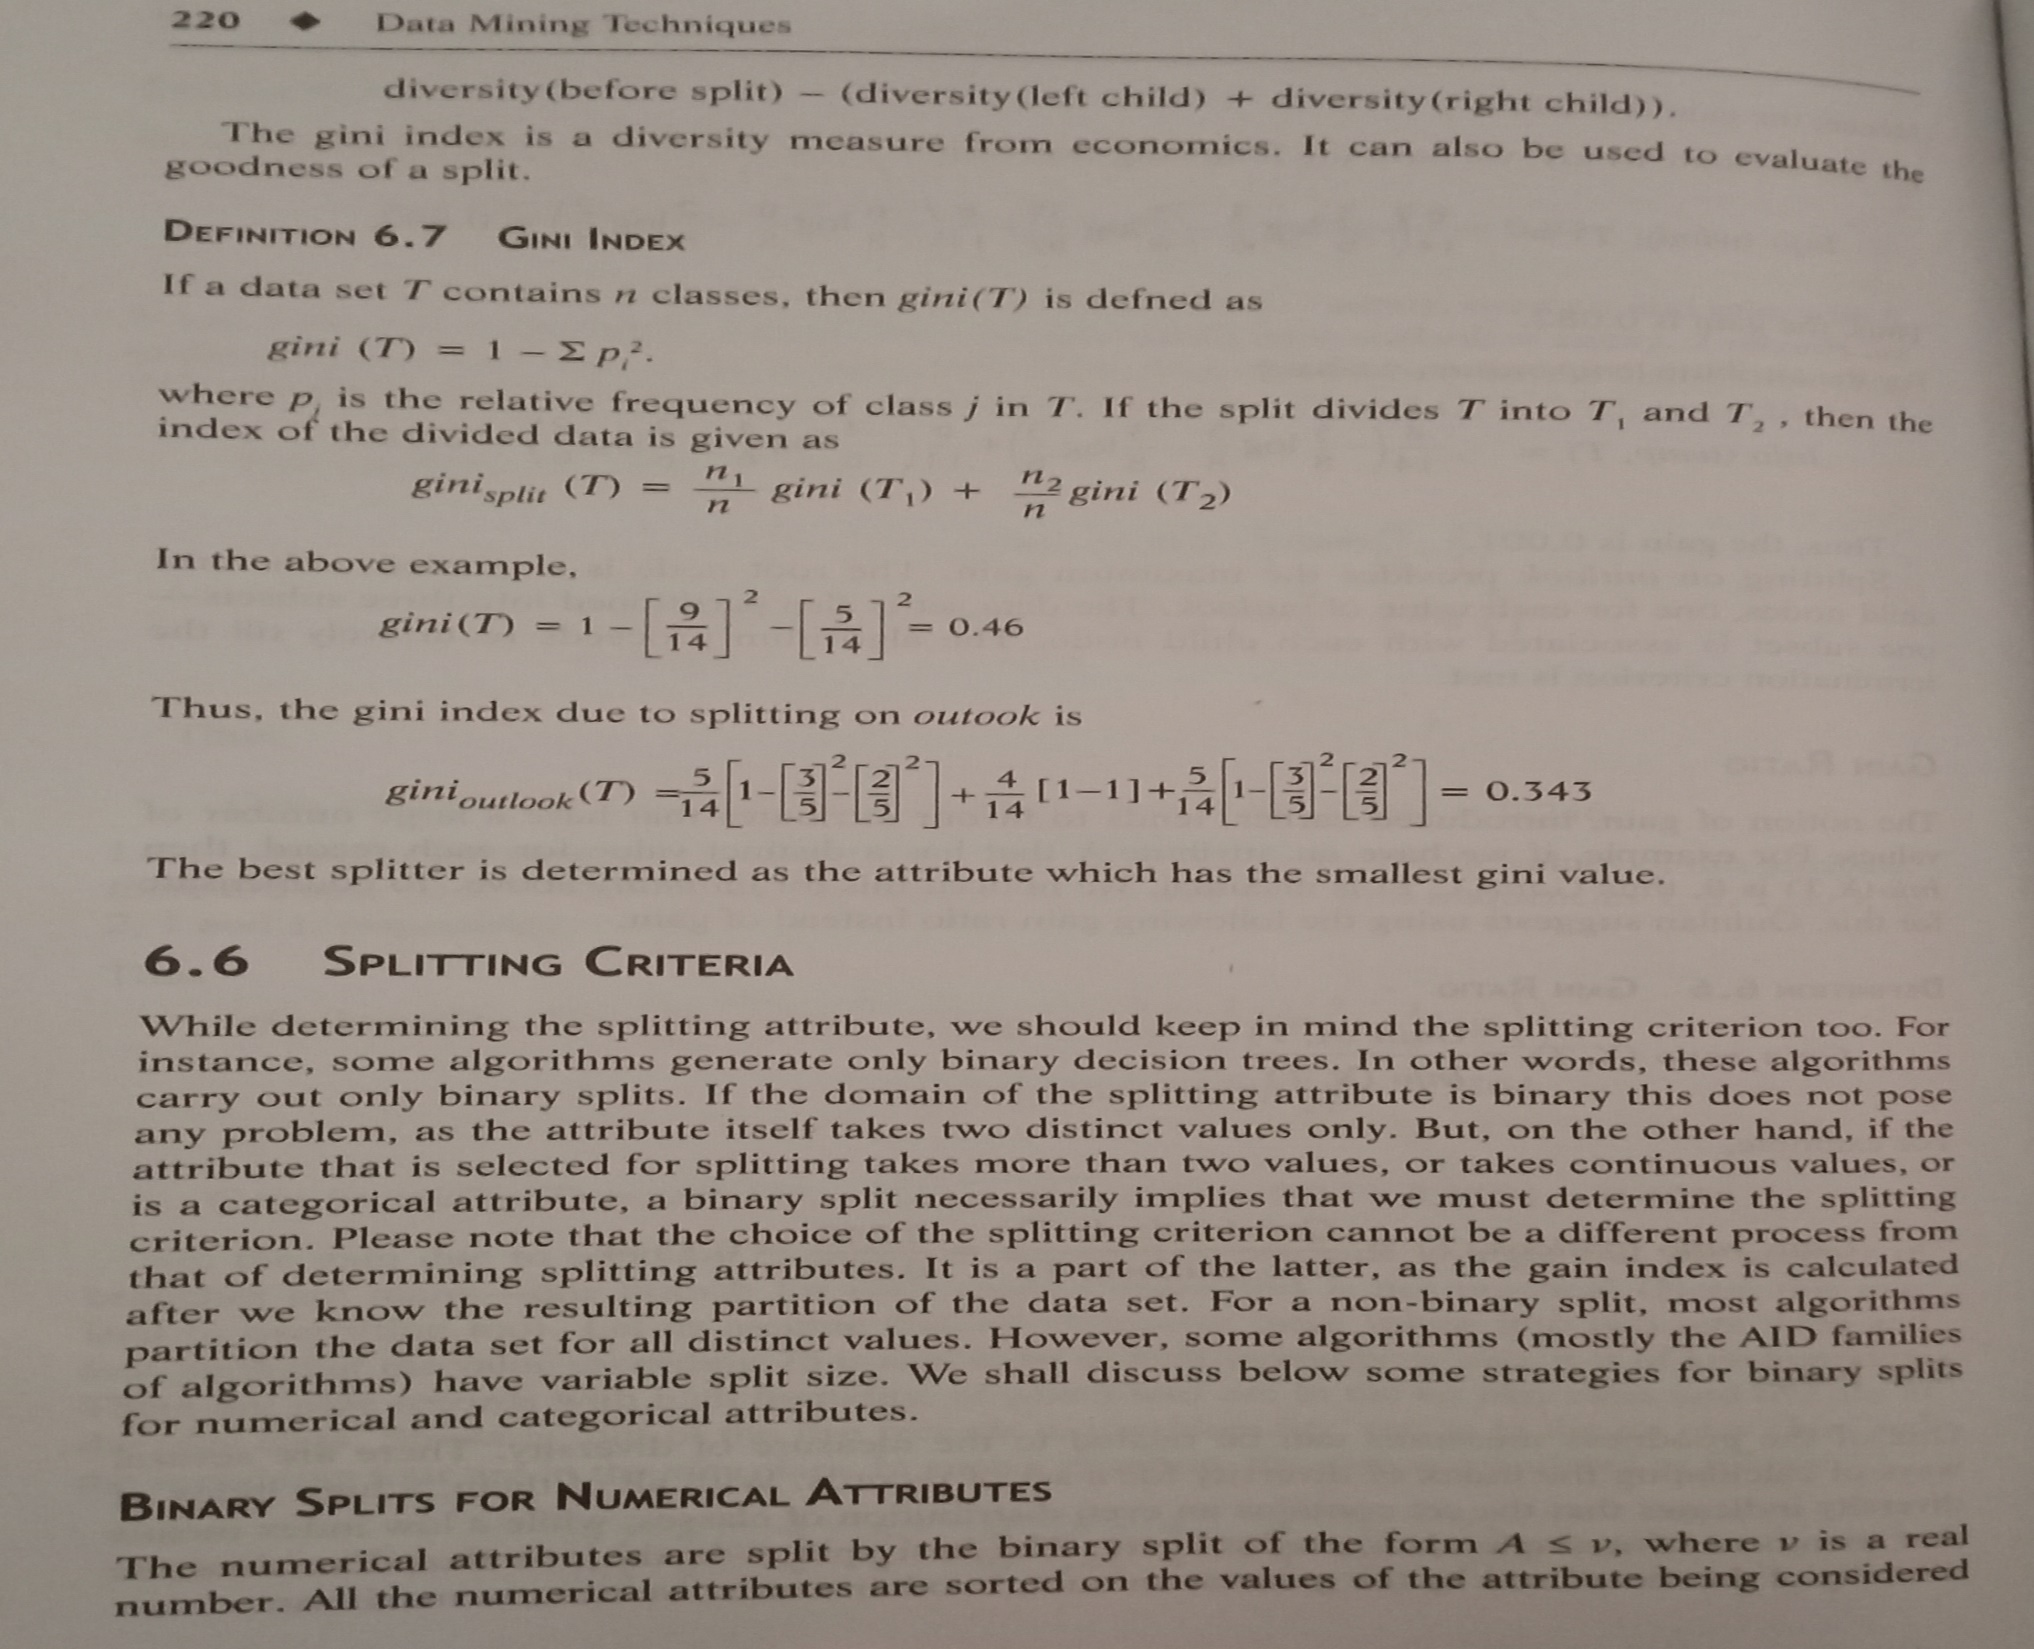 220 ◆ Data Mining Techniques
diversity(before split) – (diversity(left child) + diversity(right child)).
The gini index is a diversity measure from economics. It can also be used to evaluate the
goodness of a split.
DEFINITION 6.7 GINI INDEX
If a data set T contains n classes, then gini(T) is defned as
gini (T) = 1 – Σ pᵢ².
where pⱼ is the relative frequency of class j in T. If the split divides T into T₁ and T₂, then the
index of the divided data is given as
gini_split (T) = n₁/n gini (T₁) + n₂/n gini (T₂)
In the above example,
gini(T) = 1 – [9/14]² – [5/14]² = 0.46
Thus, the gini index due to splitting on outook is
gini_outlook(T) = 5/14[1–[3/5]²–[2/5]²] + 4/14 [1–1]+5/14[1–[3/5]²–[2/5]²] = 0.343
The best splitter is determined as the attribute which has the smallest gini value.
6.6 SPLITTING CRITERIA
While determining the splitting attribute, we should keep in mind the splitting criterion too. For
instance, some algorithms generate only binary decision trees. In other words, these algorithms
carry out only binary splits. If the domain of the splitting attribute is binary this does not pose
any problem, as the attribute itself takes two distinct values only. But, on the other hand, if the
attribute that is selected for splitting takes more than two values, or takes continuous values, or
is a categorical attribute, a binary split necessarily implies that we must determine the splitting
criterion. Please note that the choice of the splitting criterion cannot be a different process from
that of determining splitting attributes. It is a part of the latter, as the gain index is calculated
after we know the resulting partition of the data set. For a non-binary split, most algorithms
partition the data set for all distinct values. However, some algorithms (mostly the AID families
of algorithms) have variable split size. We shall discuss below some strategies for binary splits
for numerical and categorical attributes.
BINARY SPLITS FOR NUMERICAL ATTRIBUTES
The numerical attributes are split by the binary split of the form A ≤ v, where v is a real
number. All the numerical attributes are sorted on the values of the attribute being considered